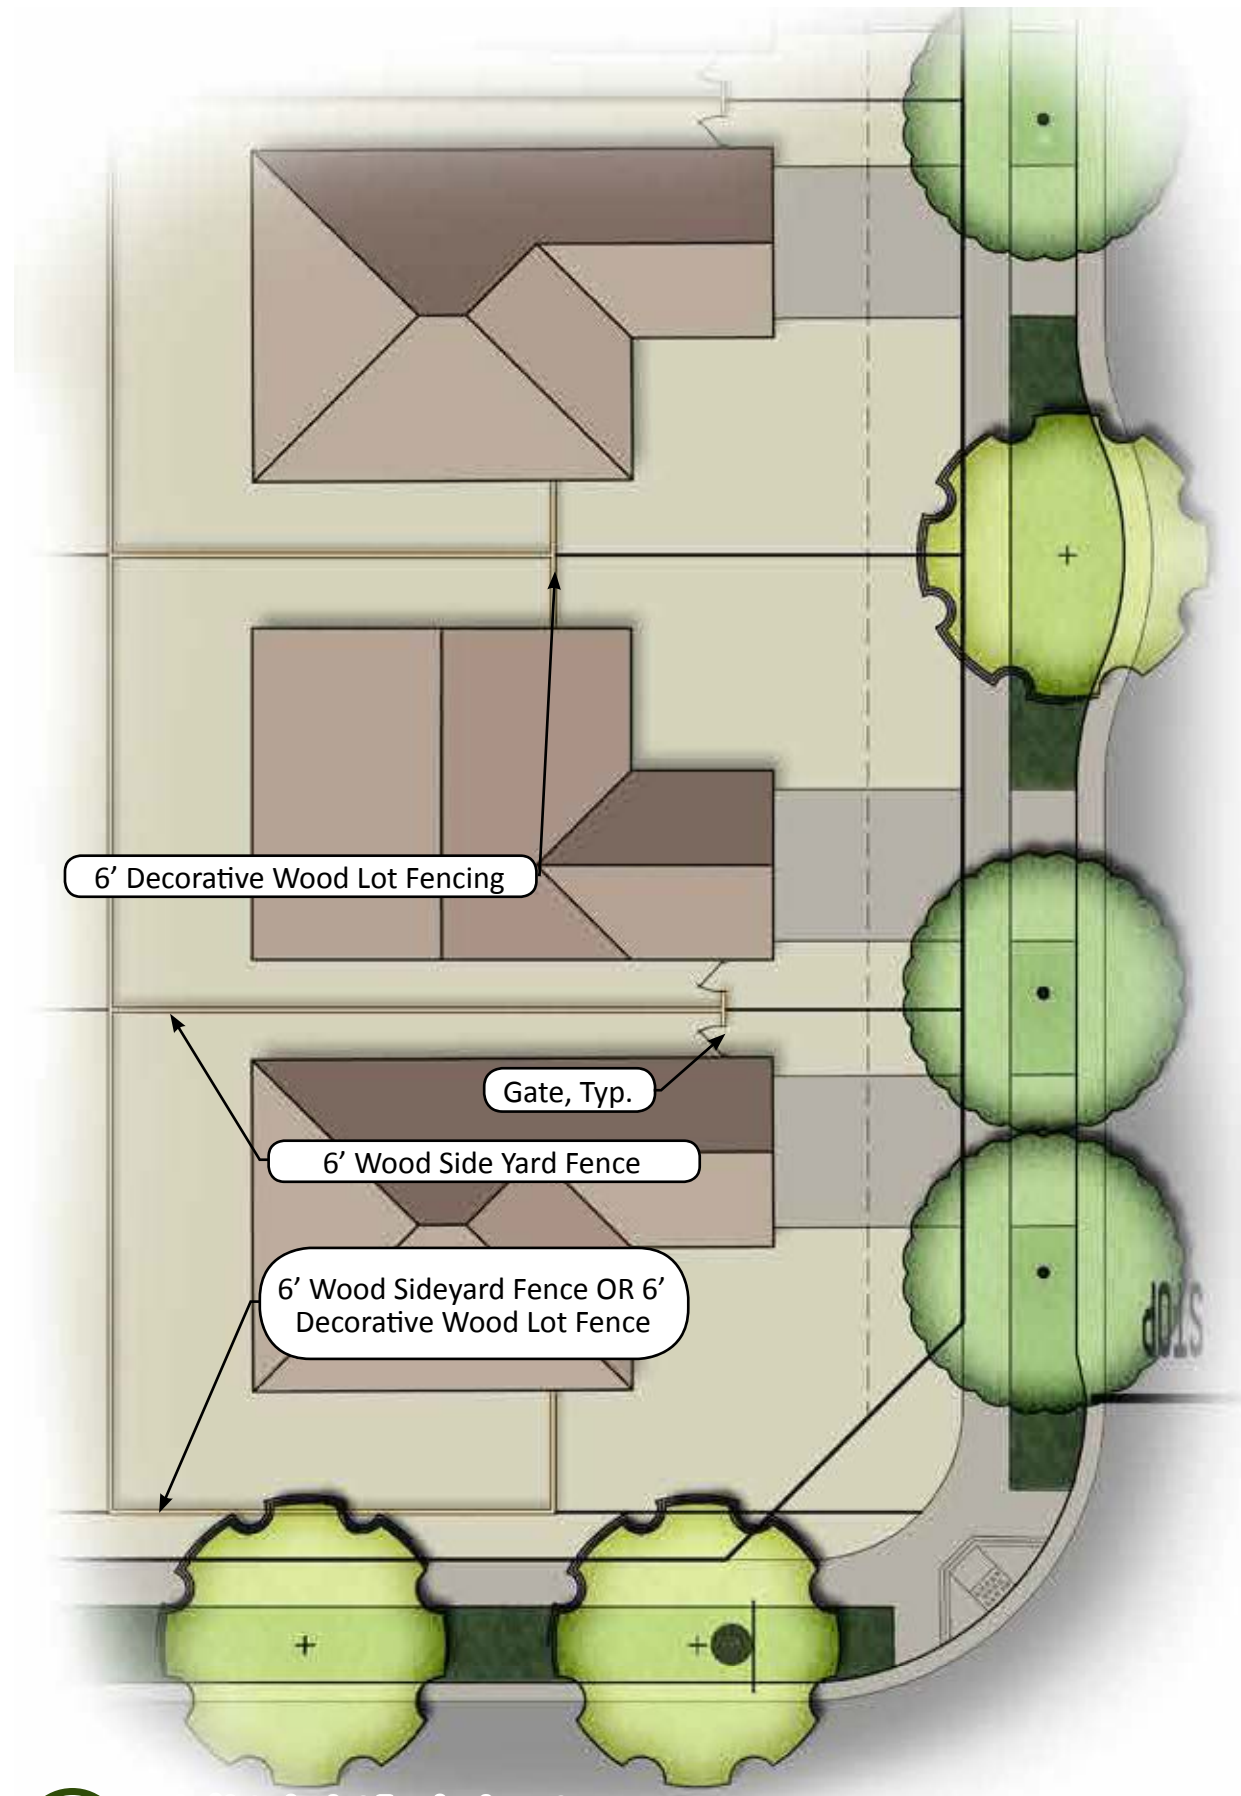 6’ Decorative Wood Lot Fencing
Gate, Typ.
6’ Wood Side Yard Fence
6’ Wood Sideyard Fence OR 6’
Decorative Wood Lot Fence
STOP